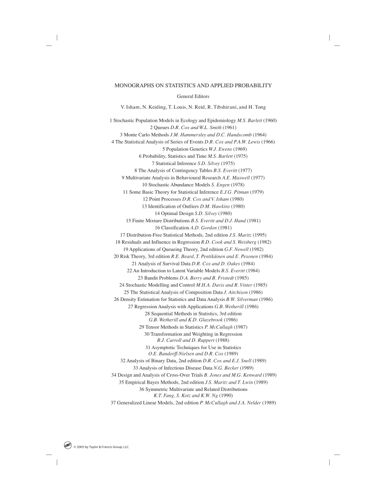 MONOGRAPHS ON STATISTICS AND APPLIED PROBABILITY
General Editors
V. Isham, N. Keiding, T. Louis, N. Reid, R. Tibshirani, and H. Tong
1 Stochastic Population Models in Ecology and Epidemiology M.S. Barlett (1960)
2 Queues D.R. Cox and W.L. Smith (1961)
3 Monte Carlo Methods J.M. Hammersley and D.C. Handscomb (1964)
4 The Statistical Analysis of Series of Events D.R. Cox and P.A.W. Lewis (1966)
5 Population Genetics W.J. Ewens (1969)
6 Probability, Statistics and Time M.S. Barlett (1975)
7 Statistical Inference S.D. Silvey (1975)
8 The Analysis of Contingency Tables B.S. Everitt (1977)
9 Multivariate Analysis in Behavioural Research A.E. Maxwell (1977)
10 Stochastic Abundance Models S. Engen (1978)
11 Some Basic Theory for Statistical Inference E.J.G. Pitman (1979)
12 Point Processes D.R. Cox and V. Isham (1980)
13 Identification of Outliers D.M. Hawkins (1980)
14 Optimal Design S.D. Silvey (1980)
15 Finite Mixture Distributions B.S. Everitt and D.J. Hand (1981)
16 Classification A.D. Gordon (1981)
17 Distribution-Free Statistical Methods, 2nd edition J.S. Maritz (1995)
18 Residuals and Influence in Regression R.D. Cook and S. Weisberg (1982)
19 Applications of Queueing Theory, 2nd edition G.F. Newell (1982)
20 Risk Theory, 3rd edition R.E. Beard, T. Pentikäinen and E. Pesonen (1984)
21 Analysis of Survival Data D.R. Cox and D. Oakes (1984)
22 An Introduction to Latent Variable Models B.S. Everitt (1984)
23 Bandit Problems D.A. Berry and B. Fristedt (1985)
24 Stochastic Modelling and Control M.H.A. Davis and R. Vinter (1985)
25 The Statistical Analysis of Composition Data J. Aitchison (1986)
26 Density Estimation for Statistics and Data Analysis B.W. Silverman (1986)
27 Regression Analysis with Applications G.B. Wetherill (1986)
28 Sequential Methods in Statistics, 3rd edition
G.B. Wetherill and K.D. Glazebrook (1986)
29 Tensor Methods in Statistics P. McCullagh (1987)
30 Transformation and Weighting in Regression
R.J. Carroll and D. Ruppert (1988)
31 Asymptotic Techniques for Use in Statistics
O.E. Bandorff-Nielsen and D.R. Cox (1989)
32 Analysis of Binary Data, 2nd edition D.R. Cox and E.J. Snell (1989)
33 Analysis of Infectious Disease Data N.G. Becker (1989)
34 Design and Analysis of Cross-Over Trials B. Jones and M.G. Kenward (1989)
35 Empirical Bayes Methods, 2nd edition J.S. Maritz and T. Lwin (1989)
36 Symmetric Multivariate and Related Distributions
K.T. Fang, S. Kotz and K.W. Ng (1990)
37 Generalized Linear Models, 2nd edition P. McCullagh and J.A. Nelder (1989)
© 2005 by Taylor & Francis Group, LLC